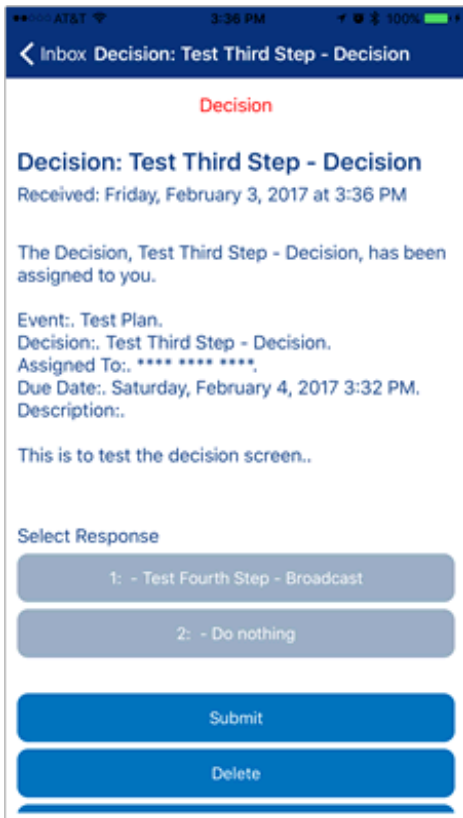 AT&T 3:36 PM 100%
Inbox Decision: Test Third Step - Decision
Decision
Decision: Test Third Step - Decision
Received: Friday, February 3, 2017 at 3:36 PM
The Decision, Test Third Step - Decision, has been
assigned to you.
Event:. Test Plan.
Decision:. Test Third Step - Decision.
Assigned To:. **** **** ****.
Due Date:. Saturday, February 4, 2017 3:32 PM.
Description:.
This is to test the decision screen..
Select Response
1: - Test Fourth Step - Broadcast
2: - Do nothing
Submit
Delete